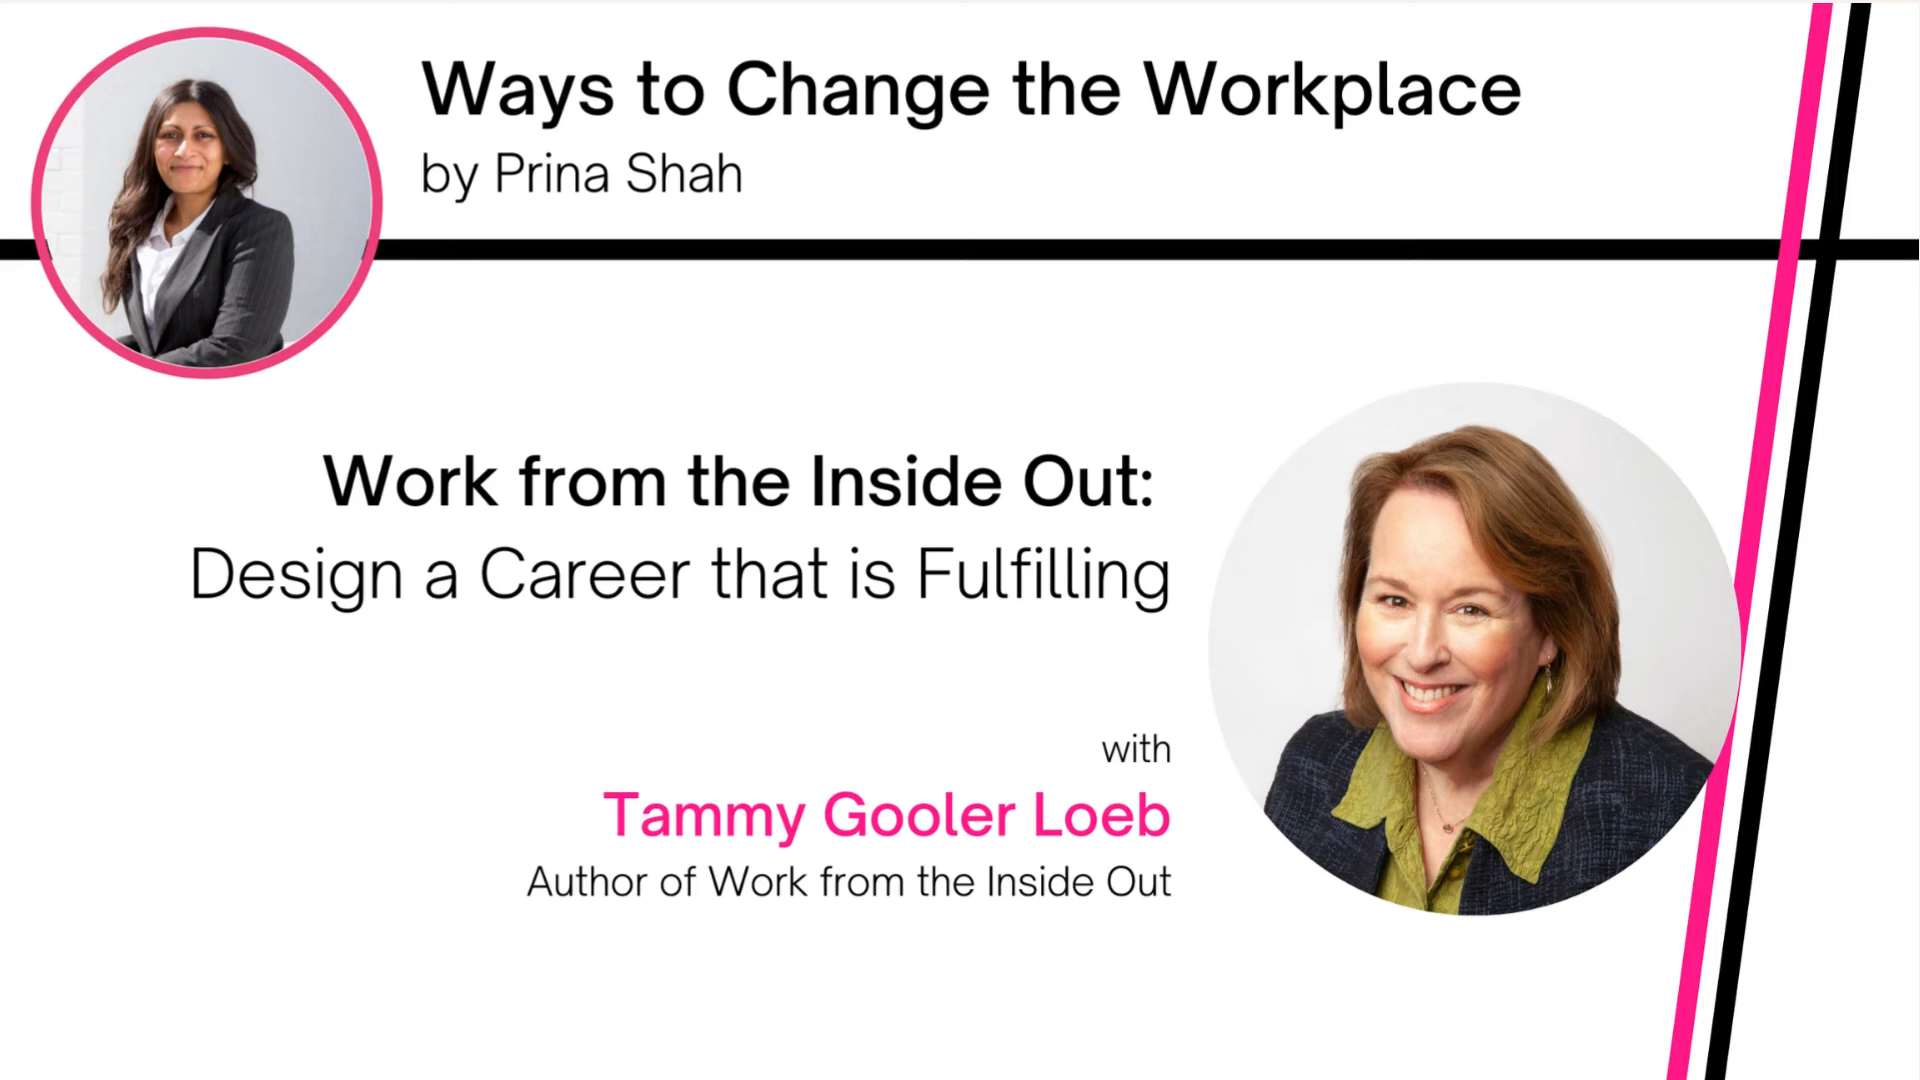 Ways to Change the Workplace
by Prina Shah
Work from the Inside Out:
Design a Career that is Fulfilling
with
Tammy Gooler Loeb
Author of Work from the Inside Out